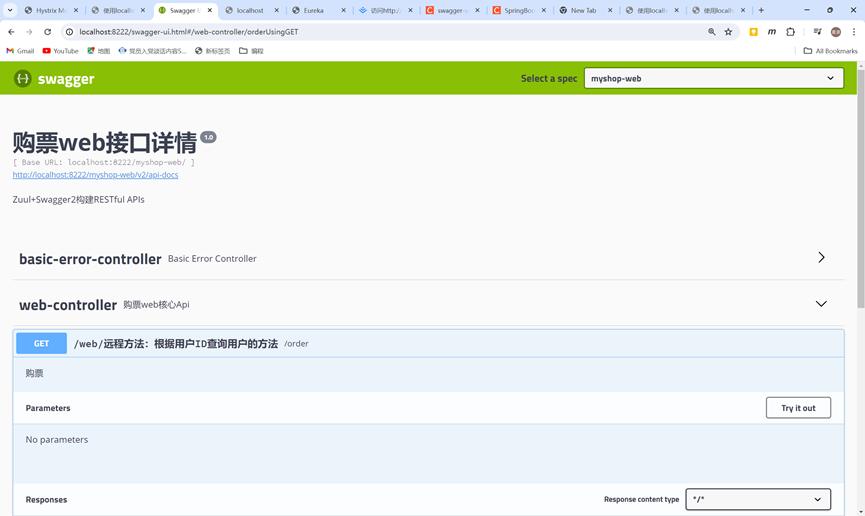 Hystrix Mo
使用locall
Swagger U
localhost
Eureka
访问http:/
swagger-u
SpringBoo
New Tab
使用locall
使用locall
localhost:8222/swagger-ui.html#/web-controller/orderUsingGET
Gmail
YouTube
地图
党员入党谈话内容5...
新标签页
编程
All Bookmarks
swagger
Select a spec
myshop-web
购票web接口详情 1.0
[ Base URL: localhost:8222/myshop-web/ ]
http://localhost:8222/myshop-web/v2/api-docs
Zuul+Swagger2构建RESTful APIs
basic-error-controller Basic Error Controller
web-controller 购票web核心Api
GET /web/远程方法：根据用户ID查询用户的方法 /order
购票
Parameters
Try it out
No parameters
Responses
Response content type
*/*